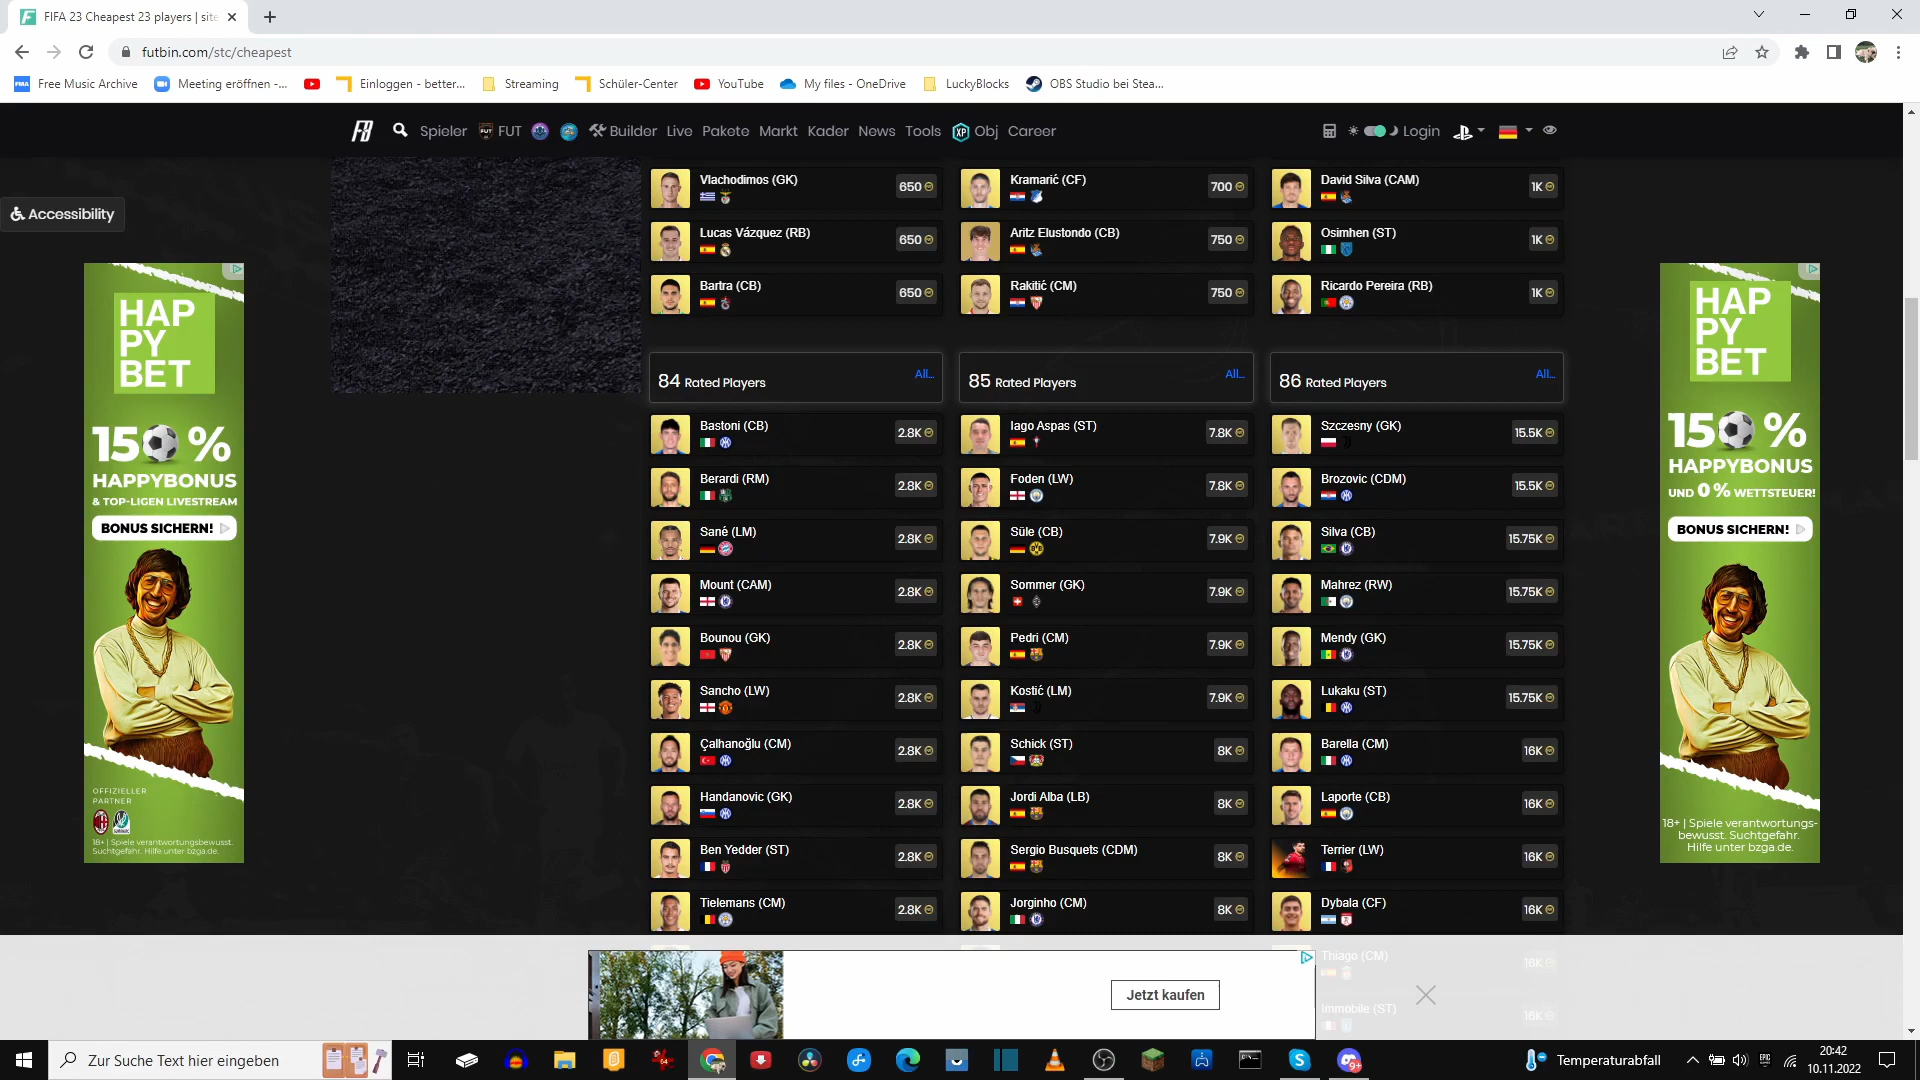 FIFA 23 Cheapest 23 players | site
futbin.com/stc/cheapest
Free Music Archive
Meeting eröffnen -...
Einloggen - better...
Streaming
Schüler-Center
YouTube
My files - OneDrive
LuckyBlocks
OBS Studio bei Stea...
Spieler FUT Builder Live Pakete Markt Kader News Tools Obj Career Login
Accessibility
Vlachodimos (GK) 650
Lucas Vázquez (RB) 650
Bartra (CB) 650
Kramarić (CF) 700
Aritz Elustondo (CB) 750
Rakitić (CM) 750
David Silva (CAM) 1K
Osimhen (ST) 1K
Ricardo Pereira (RB) 1K
84 Rated Players All...
Bastoni (CB) 2.8K
Berardi (RM) 2.8K
Sané (LM) 2.8K
Mount (CAM) 2.8K
Bounou (GK) 2.8K
Sancho (LW) 2.8K
Çalhanoğlu (CM) 2.8K
Handanovic (GK) 2.8K
Ben Yedder (ST) 2.8K
Tielemans (CM) 2.8K
85 Rated Players All...
Iago Aspas (ST) 7.8K
Foden (LW) 7.8K
Süle (CB) 7.9K
Sommer (GK) 7.9K
Pedri (CM) 7.9K
Kostić (LM) 7.9K
Schick (ST) 8K
Jordi Alba (LB) 8K
Sergio Busquets (CDM) 8K
Jorginho (CM) 8K
86 Rated Players All...
Szczesny (GK) 15.5K
Brozovic (CDM) 15.5K
Silva (CB) 15.75K
Mahrez (RW) 15.75K
Mendy (GK) 15.75K
Lukaku (ST) 15.75K
Barella (CM) 16K
Laporte (CB) 16K
Terrier (LW) 16K
Dybala (CF) 16K
Thiago (CM) 16K
Immobile (ST) 16K
HAP
PY
BET
150 %
HAPPYBONUS
& TOP-LIGEN LIVESTREAM
BONUS SICHERN!
OFFIZIELLER
PARTNER
18+ | Spiele verantwortungsbewusst.
Suchtgefahr. Hilfe unter bzga.de.
HAP
PY
BET
150 %
HAPPYBONUS
UND 0 % WETTSTEUER!
BONUS SICHERN!
18+ | Spiele verantwortungs-
bewusst. Suchtgefahr.
Hilfe unter bzga.de.
Jetzt kaufen
Zur Suche Text hier eingeben
Temperaturabfall
20:42
10.11.2022